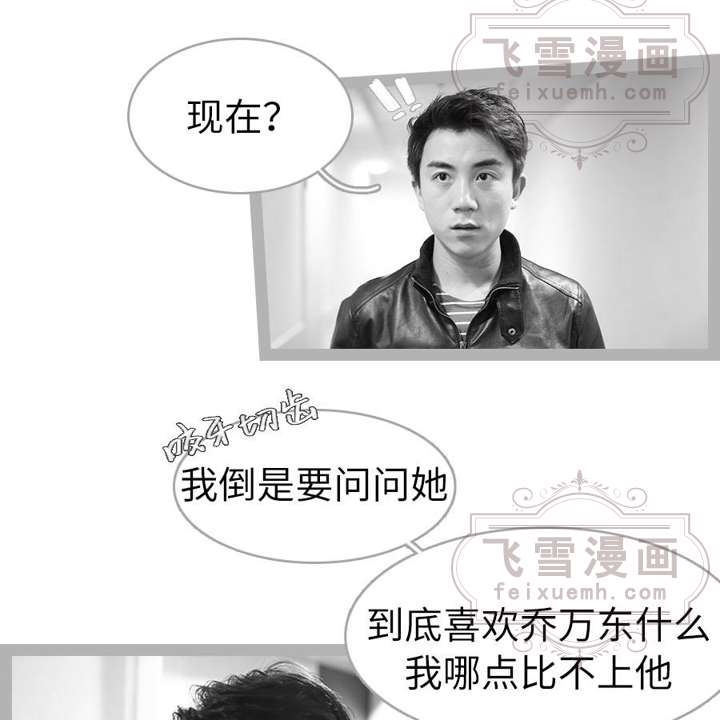 飞雪漫画
feixuemh.com
现在?
咬牙切齿
我倒是要问问她
飞雪漫画
feixuemh.com
到底喜欢乔万东什么
我哪点比不上他